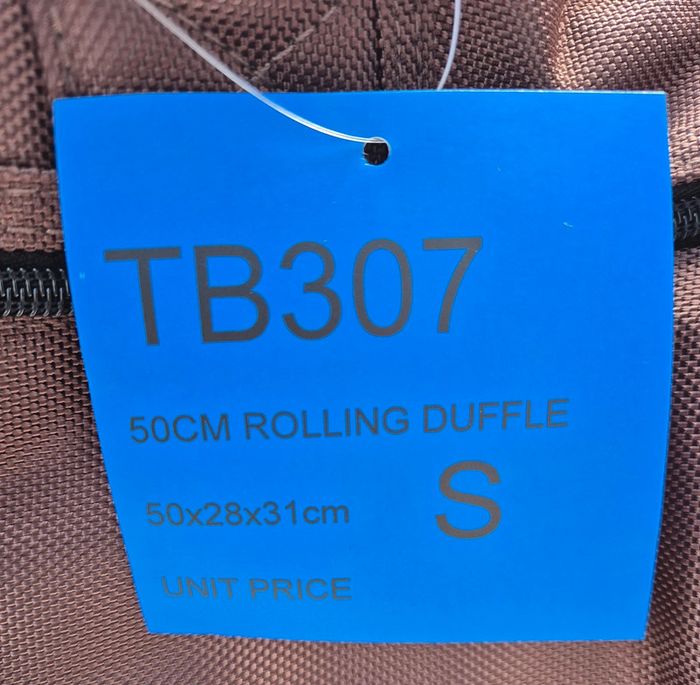 TB307
50CM ROLLING DUFFLE
50x28x31cm S
UNIT PRICE